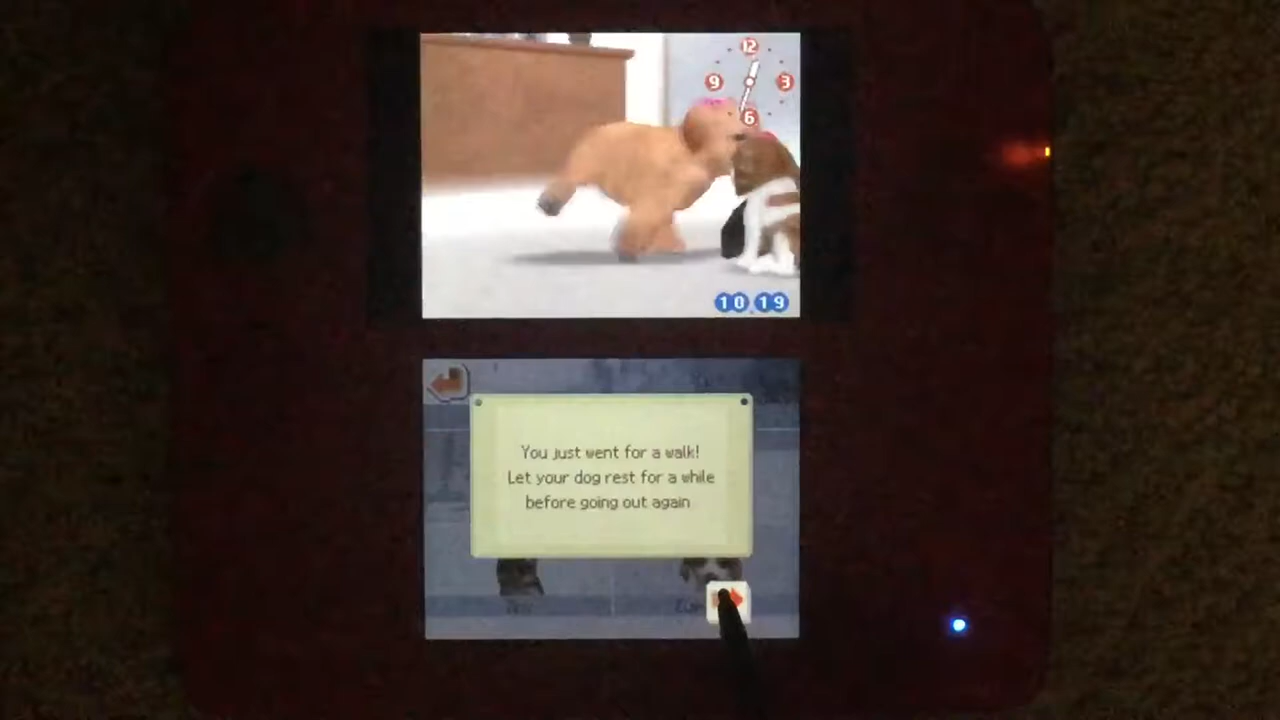 12
9
3
6
10 19
You just went for a walk!
Let your dog rest for a while
before going out again